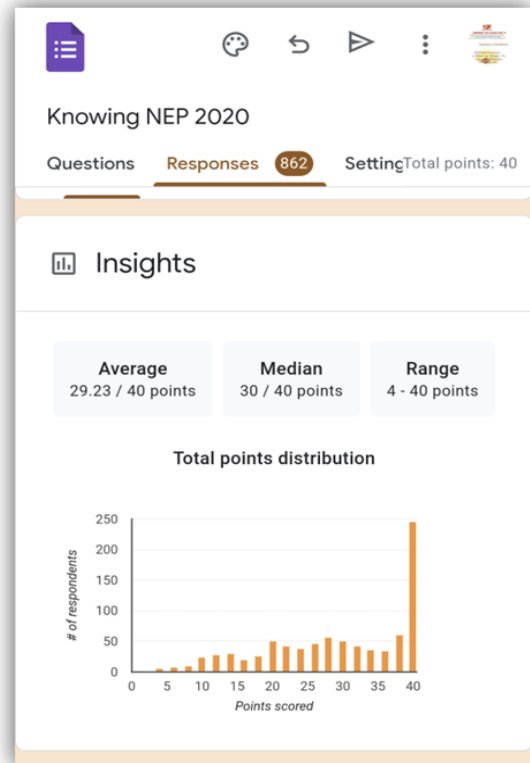 Knowing NEP 2020
Questions Responses 862 Setting Total points: 40
Insights
Average Median Range
29.23 / 40 points 30 / 40 points 4 - 40 points
Total points distribution
# of respondents
250
200
150
100
50
0
0 5 10 15 20 25 30 35 40
Points scored